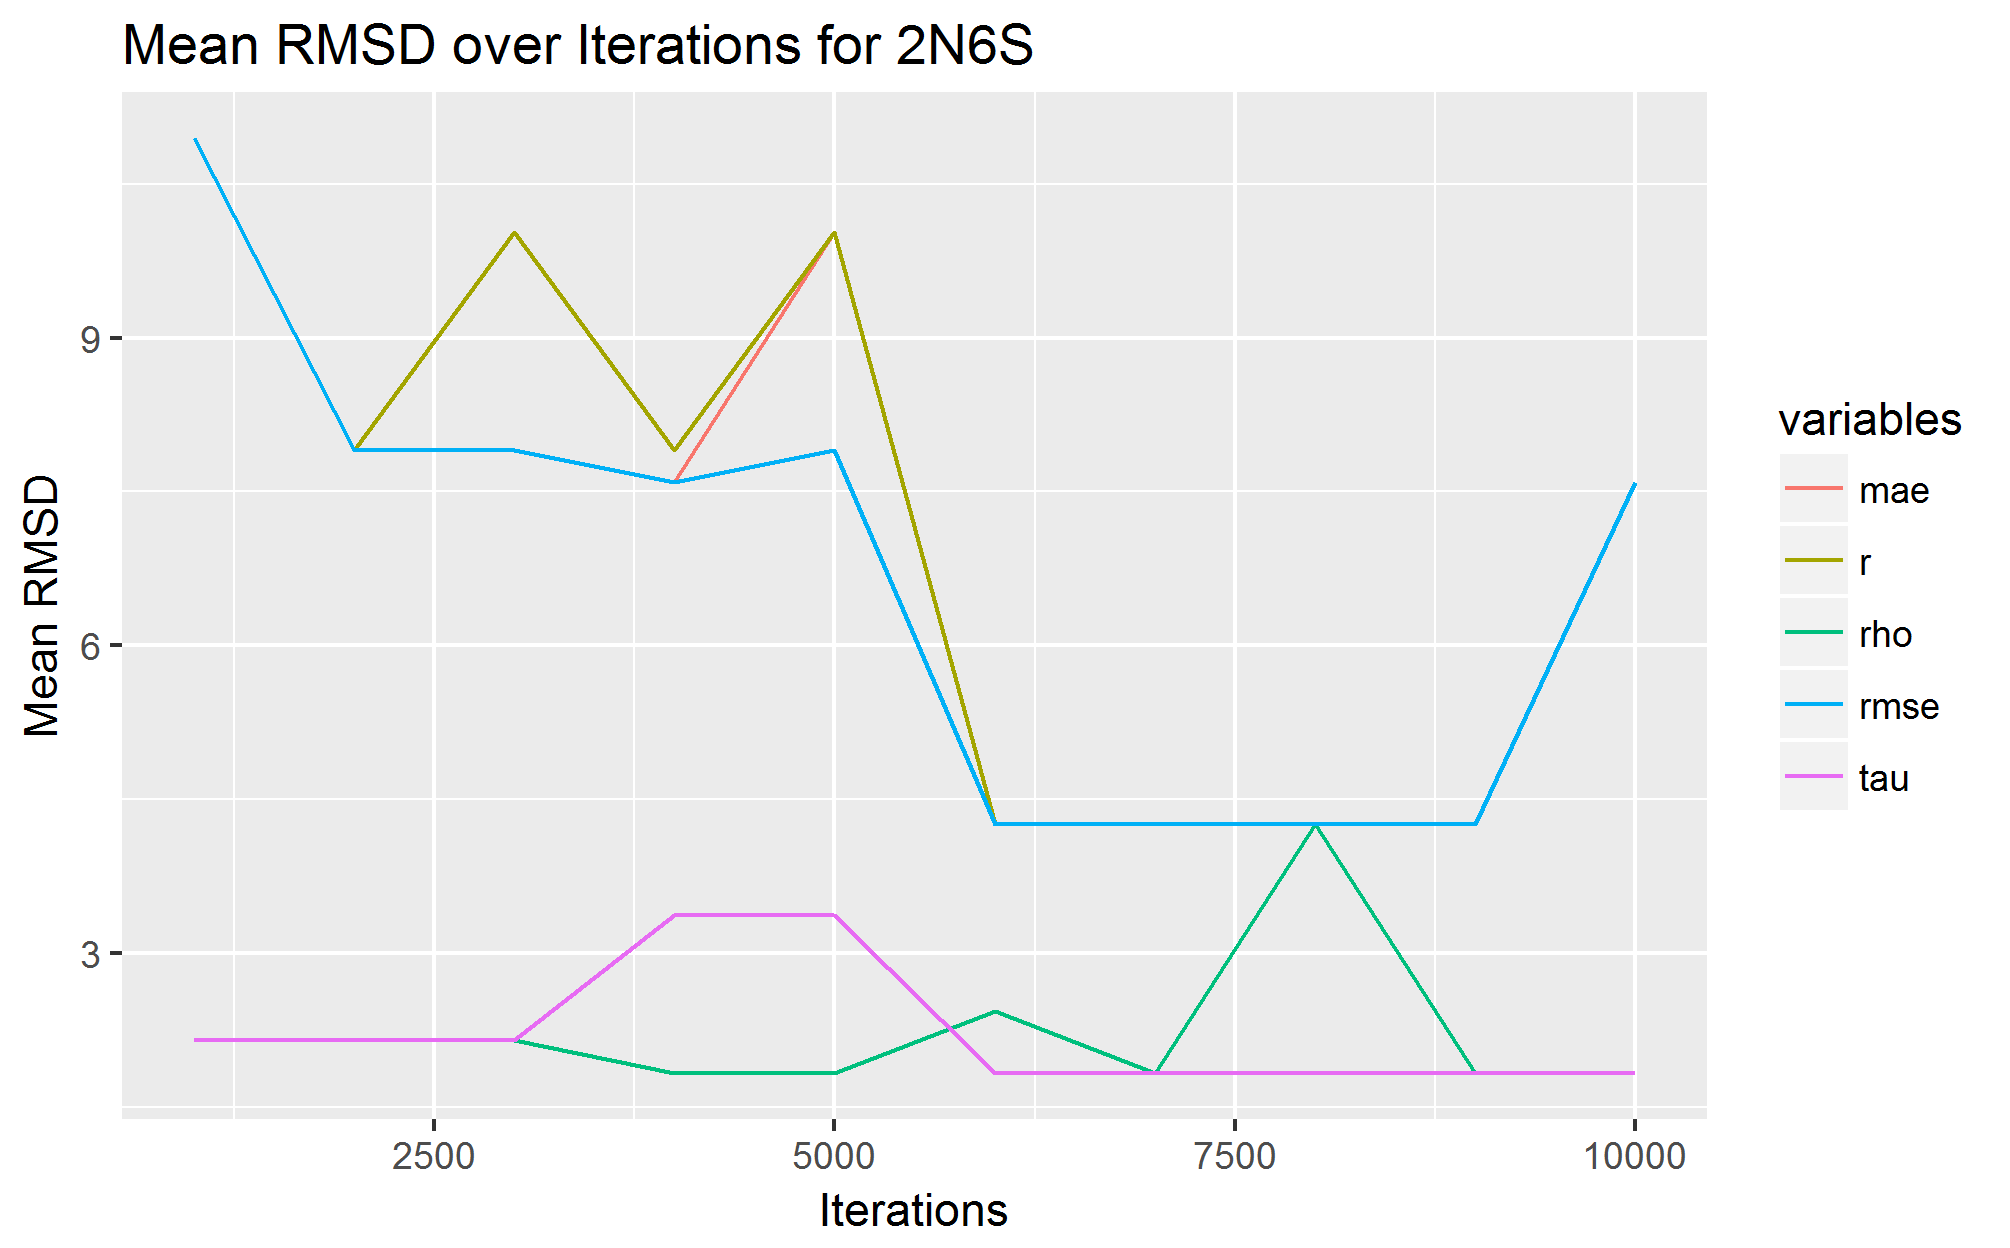 Mean RMSD over Iterations for 2N6S
Mean RMSD
9
6
3
2500
5000
7500
10000
Iterations
variables
mae
r
rho
rmse
tau